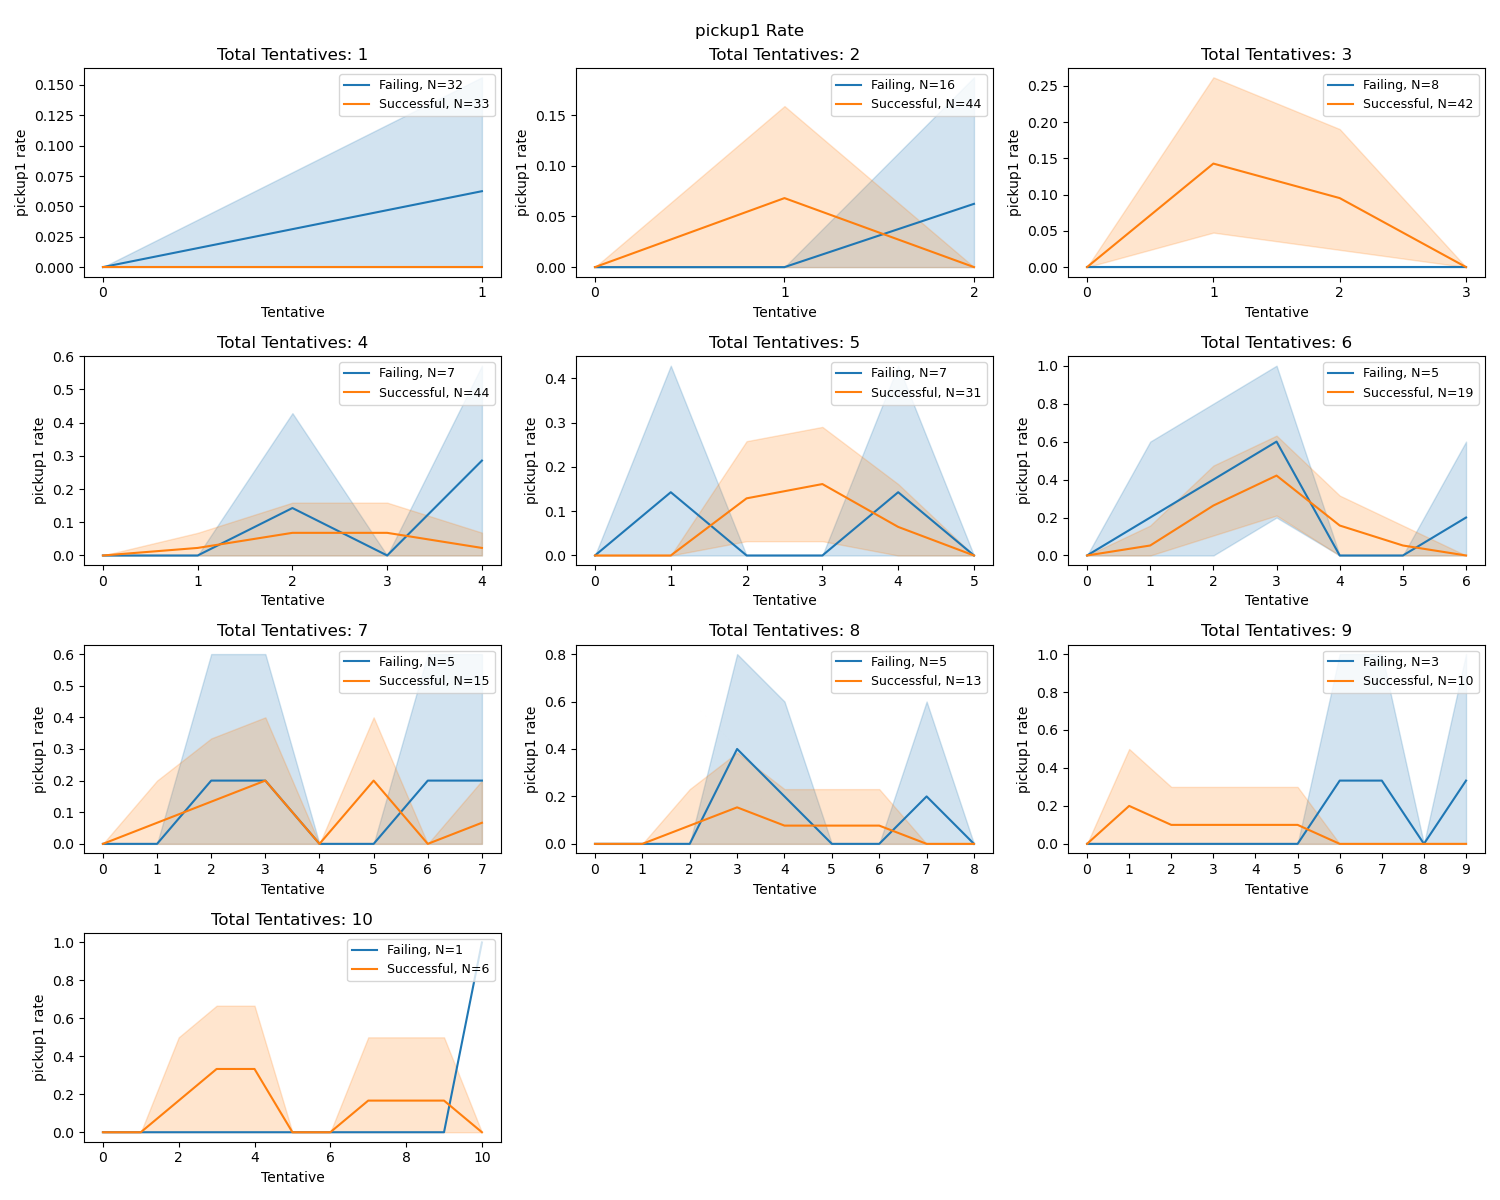 pickup1 Rate
Total Tentatives: 1
Failing, N=32
Successful, N=33
0.150
0.125
0.100
0.075
0.050
0.025
0.000
pickup1 rate
0 1
Tentative
Total Tentatives: 2
Failing, N=16
Successful, N=44
0.15
0.10
0.05
0.00
pickup1 rate
0 1 2
Tentative
Total Tentatives: 3
Failing, N=8
Successful, N=42
0.25
0.20
0.15
0.10
0.05
0.00
pickup1 rate
0 1 2 3
Tentative
Total Tentatives: 4
Failing, N=7
Successful, N=44
0.6
0.5
0.4
0.3
0.2
0.1
0.0
pickup1 rate
0 1 2 3 4
Tentative
Total Tentatives: 5
Failing, N=7
Successful, N=31
0.4
0.3
0.2
0.1
0.0
pickup1 rate
0 1 2 3 4 5
Tentative
Total Tentatives: 6
Failing, N=5
Successful, N=19
1.0
0.8
0.6
0.4
0.2
0.0
pickup1 rate
0 1 2 3 4 5 6
Tentative
Total Tentatives: 7
Failing, N=5
Successful, N=15
0.6
0.5
0.4
0.3
0.2
0.1
0.0
pickup1 rate
0 1 2 3 4 5 6 7
Tentative
Total Tentatives: 8
Failing, N=5
Successful, N=13
0.8
0.6
0.4
0.2
0.0
pickup1 rate
0 1 2 3 4 5 6 7 8
Tentative
Total Tentatives: 9
Failing, N=3
Successful, N=10
1.0
0.8
0.6
0.4
0.2
0.0
pickup1 rate
0 1 2 3 4 5 6 7 8 9
Tentative
Total Tentatives: 10
Failing, N=1
Successful, N=6
1.0
0.8
0.6
0.4
0.2
0.0
pickup1 rate
0 2 4 6 8 10
Tentative